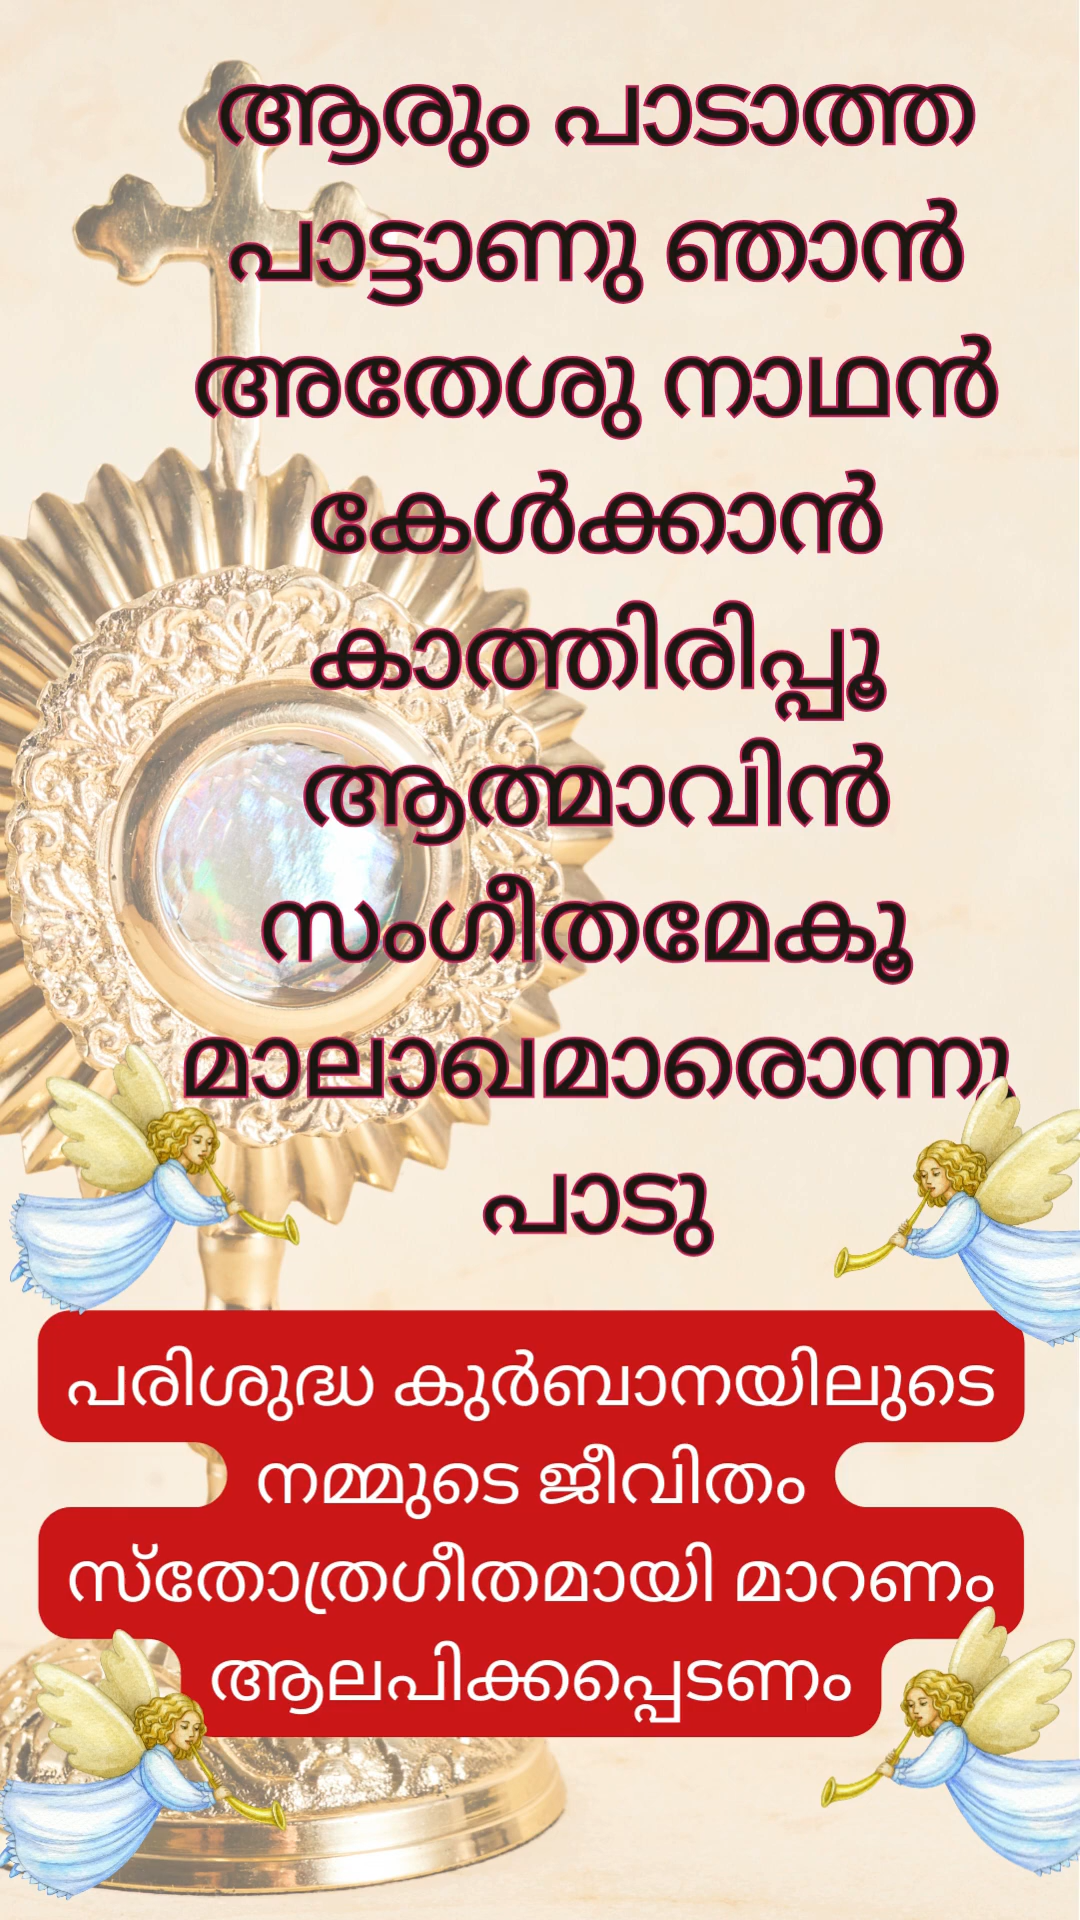 ആരും പാടാത്ത
പാട്ടാണു ഞാൻ
അതേശു നാഥൻ
കേൾക്കാൻ
കാത്തിരിപ്പൂ
ആത്മാവിൻ
സംഗീതമേകൂ
മാലാഖമാരൊന്നു
പാടു
പരിശുദ്ധ കുർബാനയിലുടെ
നമ്മുടെ ജീവിതം
സ്തോത്രഗീതമായി മാറണം
ആലപിക്കപ്പെടണം